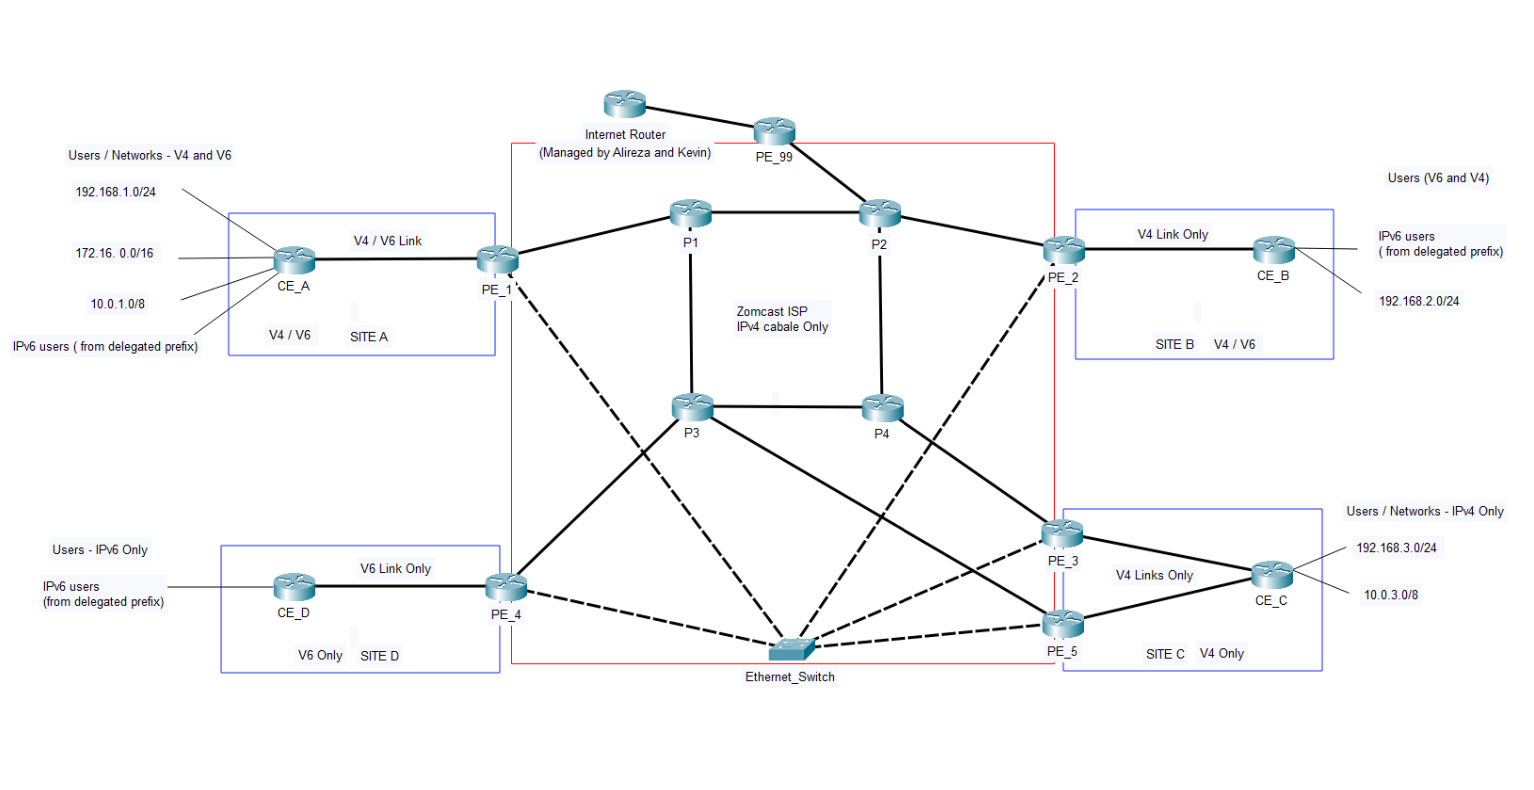 Internet Router
(Managed by Alireza and Kevin)
PE_99
Users / Networks - V4 and V6
192.168.1.0/24
172.16. 0.0/16
10.0.1.0/8
IPv6 users ( from delegated prefix)
V4 / V6 Link
CE_A
PE_1
V4 / V6
SITE A
P1
P2
Zomcast ISP
IPv4 cabale Only
P3
P4
Users (V6 and V4)
V4 Link Only
IPv6 users
( from delegated prefix)
PE_2
CE_B
192.168.2.0/24
SITE B
V4 / V6
Users - IPv6 Only
IPv6 users
(from delegated prefix)
V6 Link Only
CE_D
PE_4
V6 Only
SITE D
Users / Networks - IPv4 Only
192.168.3.0/24
PE_3
V4 Links Only
CE_C
10.0.3.0/8
PE_5
SITE C
V4 Only
Ethernet_Switch